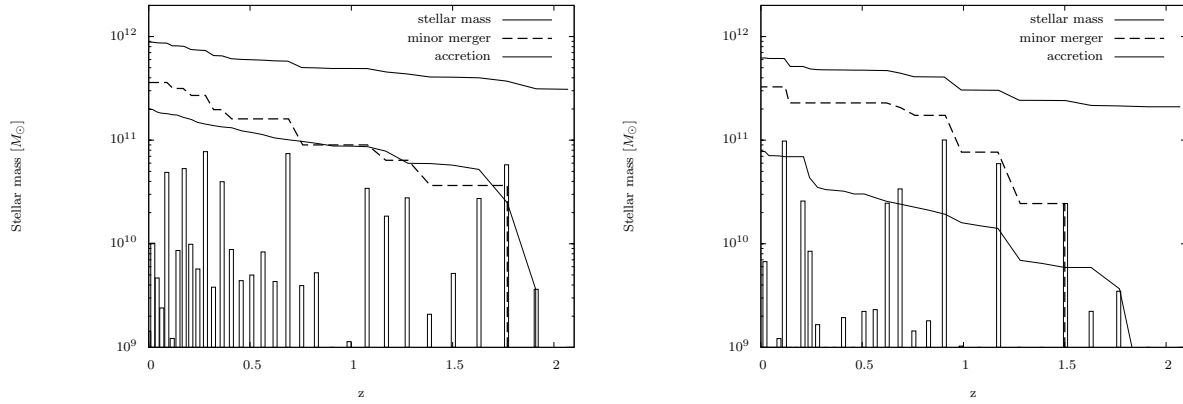 stellar mass
minor merger
accretion
Stellar mass [M⊙]
10^12
10^11
10^10
10^9
0
0.5
1
1.5
2
z
stellar mass
minor merger
accretion
Stellar mass [M⊙]
10^12
10^11
10^10
10^9
0
0.5
1
1.5
2
z